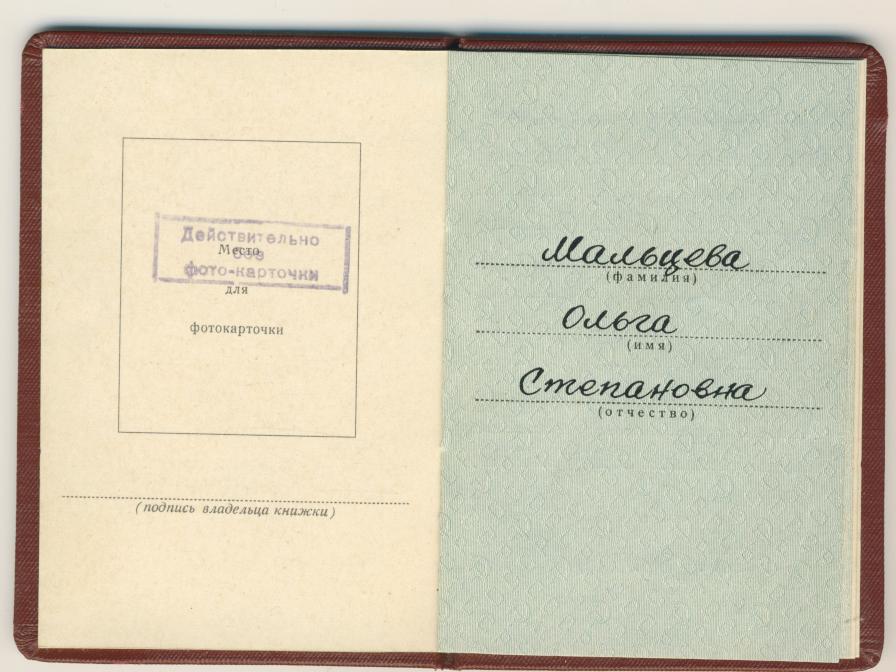 Действительно
без
фото-карточки
Место
для
фотокарточки
(подпись владельца книжки)
Мальцева
(фамилия)
Ольга
(имя)
Степановна
(отчество)